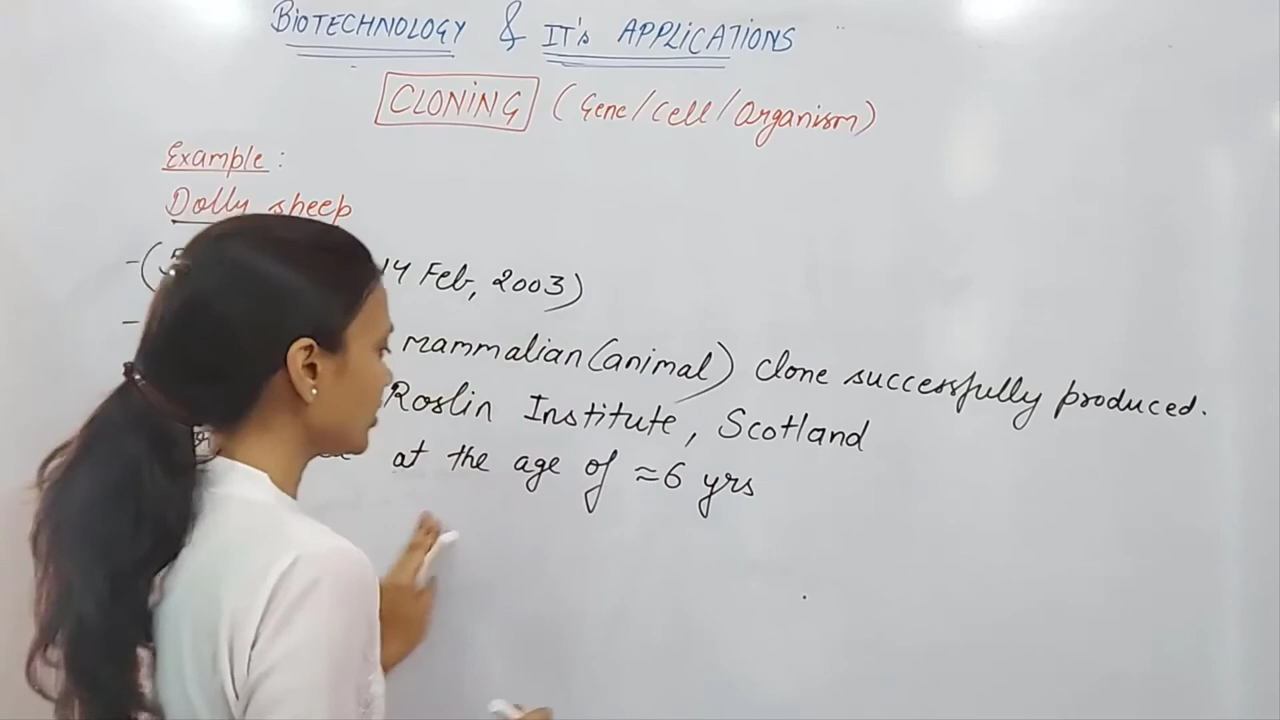 BIOTECHNOLOGY & IT's APPLICATIONS
CLONING (Gene/Cell/Organism)
Example:
Dolly sheep
-(5 14 Feb, 2003)
- mammalian(animal) clone successfully produced.
Roslin Institute, Scotland
at the age of ≈6 yrs